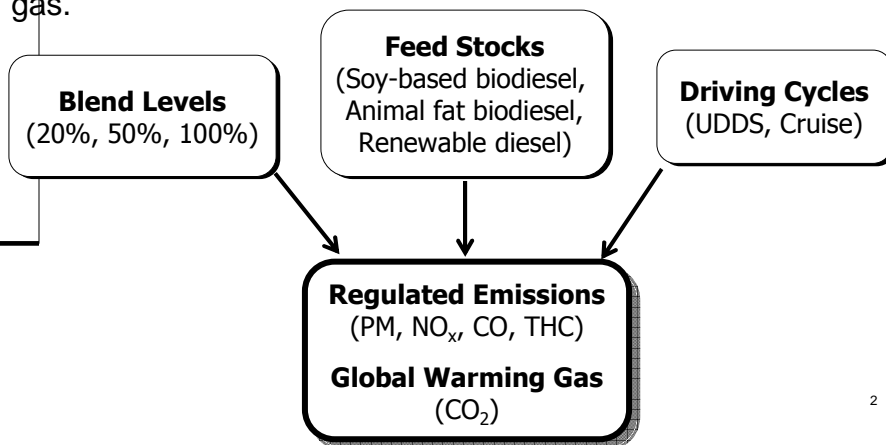 gas.
Blend Levels
(20%, 50%, 100%)
Feed Stocks
(Soy-based biodiesel,
Animal fat biodiesel,
Renewable diesel)
Driving Cycles
(UDDS, Cruise)
Regulated Emissions
(PM, NOₓ, CO, THC)
Global Warming Gas
(CO₂)
2